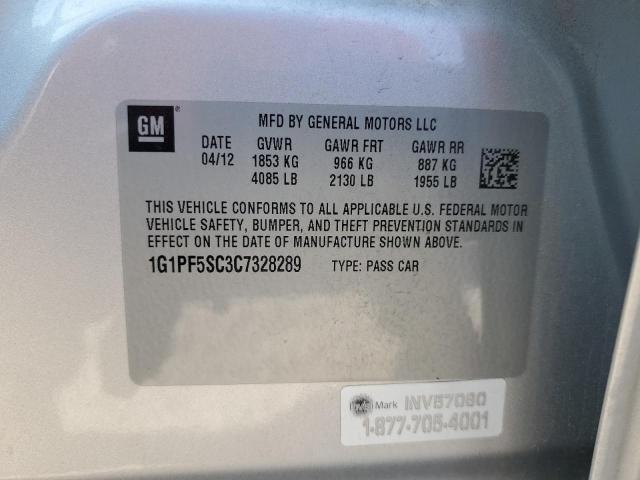 GM ®
MFD BY GENERAL MOTORS LLC
DATE GVWR GAWR FRT GAWR RR
04/12 1853 KG 966 KG 887 KG
4085 LB 2130 LB 1955 LB
THIS VEHICLE CONFORMS TO ALL APPLICABLE U.S. FEDERAL MOTOR
VEHICLE SAFETY, BUMPER, AND THEFT PREVENTION STANDARDS IN
EFFECT ON THE DATE OF MANUFACTURE SHOWN ABOVE.
1G1PF5SC3C7328289 TYPE: PASS CAR
Mark INV57080
1-877-705-4001